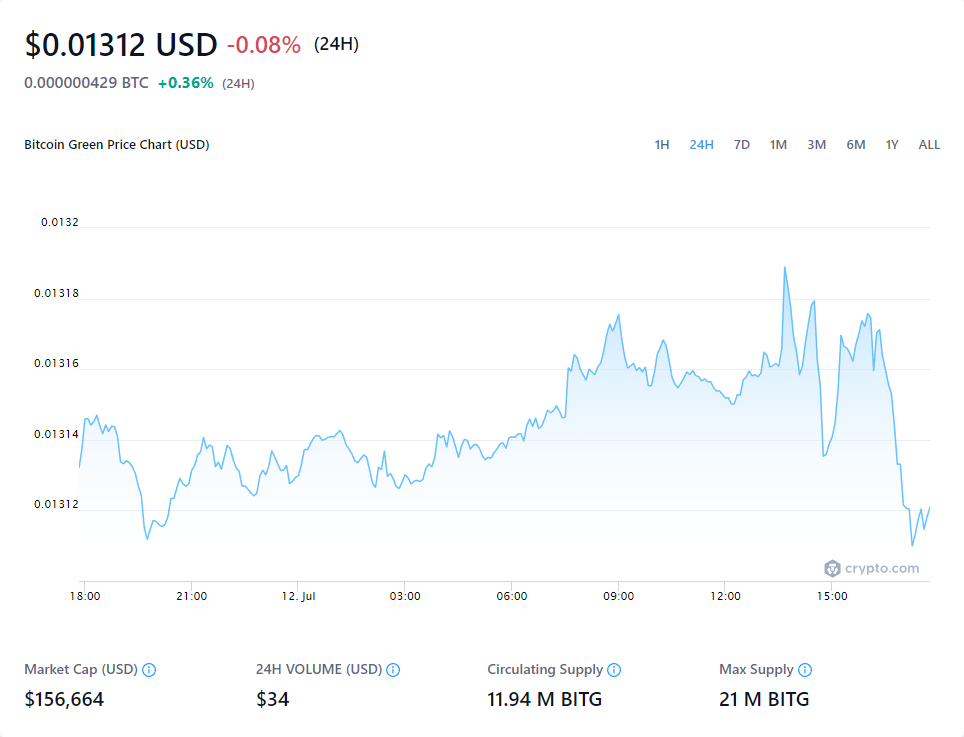 $0.01312 USD -0.08% (24H)
0.000000429 BTC +0.36% (24H)
Bitcoin Green Price Chart (USD) 1H 24H 7D 1M 3M 6M 1Y ALL
0.0132
0.01318
0.01316
0.01314
0.01312
crypto.com
18:00 21:00 12. Jul 03:00 06:00 09:00 12:00 15:00
Market Cap (USD) 24H VOLUME (USD) Circulating Supply Max Supply
$156,664 $34 11.94 M BITG 21 M BITG